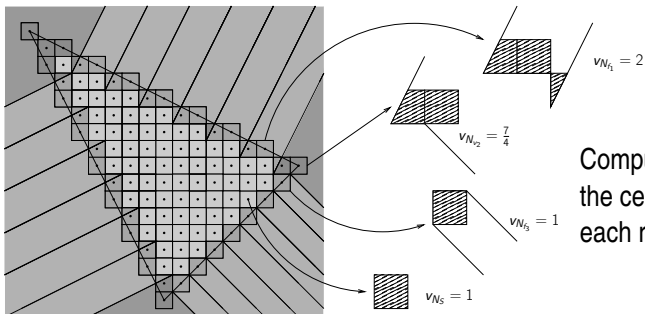 v_{N_{f_1}} = 2
v_{N_{v_2}} = 7/4
Compu
the ce
each r
v_{N_{f_3}} = 1
v_{N_S} = 1